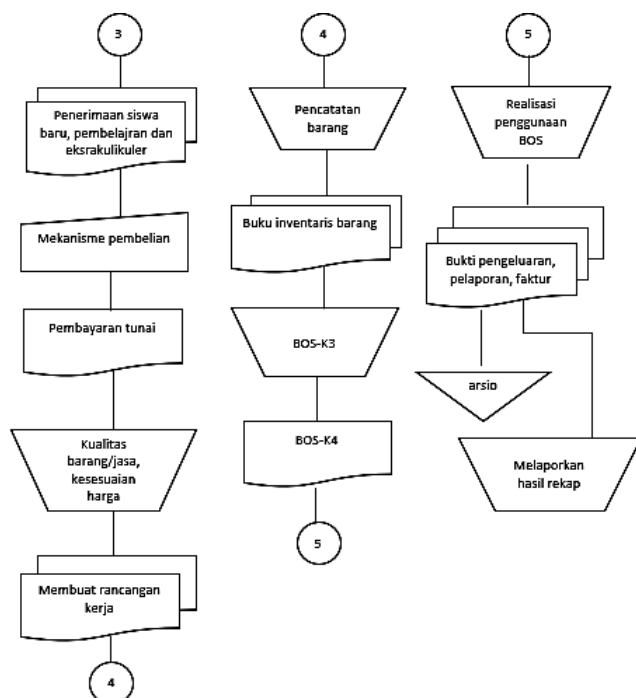 3
Penerimaan siswa
baru, pembelajran dan
eksrakulikuler
Mekanisme pembelian
Pembayaran tunai
Kualitas
barang/jasa,
kesesuaian
harga
Membuat rancangan
kerja
4
4
Pencatatan
barang
Buku inventaris barang
BOS-K3
BOS-K4
5
5
Realisasi
penggunaan
BOS
Bukti pengeluaran,
pelaporan, faktur
arsip
Melaporkan
hasil rekap